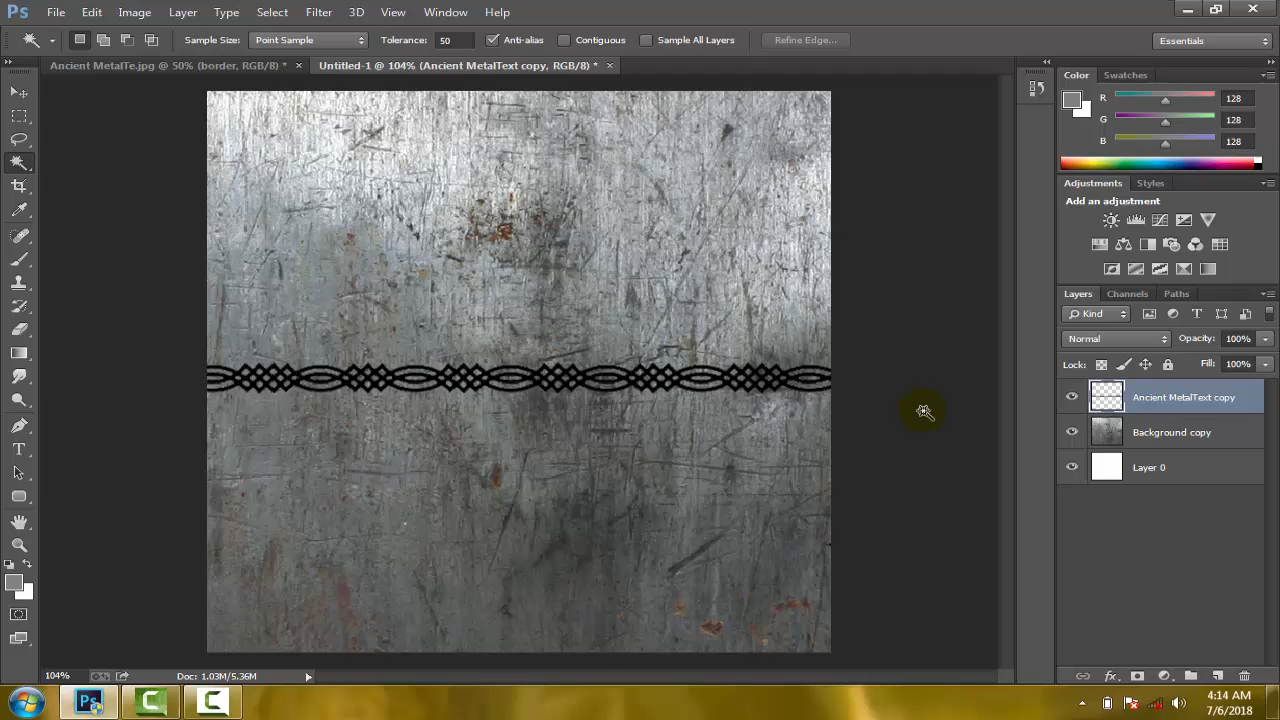 Ps File Edit Image Layer Type Select Filter 3D View Window Help
Sample Size: Point Sample Tolerance: 50 Anti-alias Contiguous Sample All Layers Refine Edge... Essentials
Ancient MetalTe.jpg @ 50% (border, RGB/8) * × Untitled-1 @ 104% (Ancient MetalText copy, RGB/8) * ×
Color Swatches
R 128
G 128
B 128
Adjustments Styles
Add an adjustment
Layers Channels Paths
Kind
Normal Opacity: 100%
Lock: Fill: 100%
Ancient MetalText copy
Background copy
Layer 0
104% Doc: 1.03M/5.36M
Ps
4:14 AM
7/6/2018